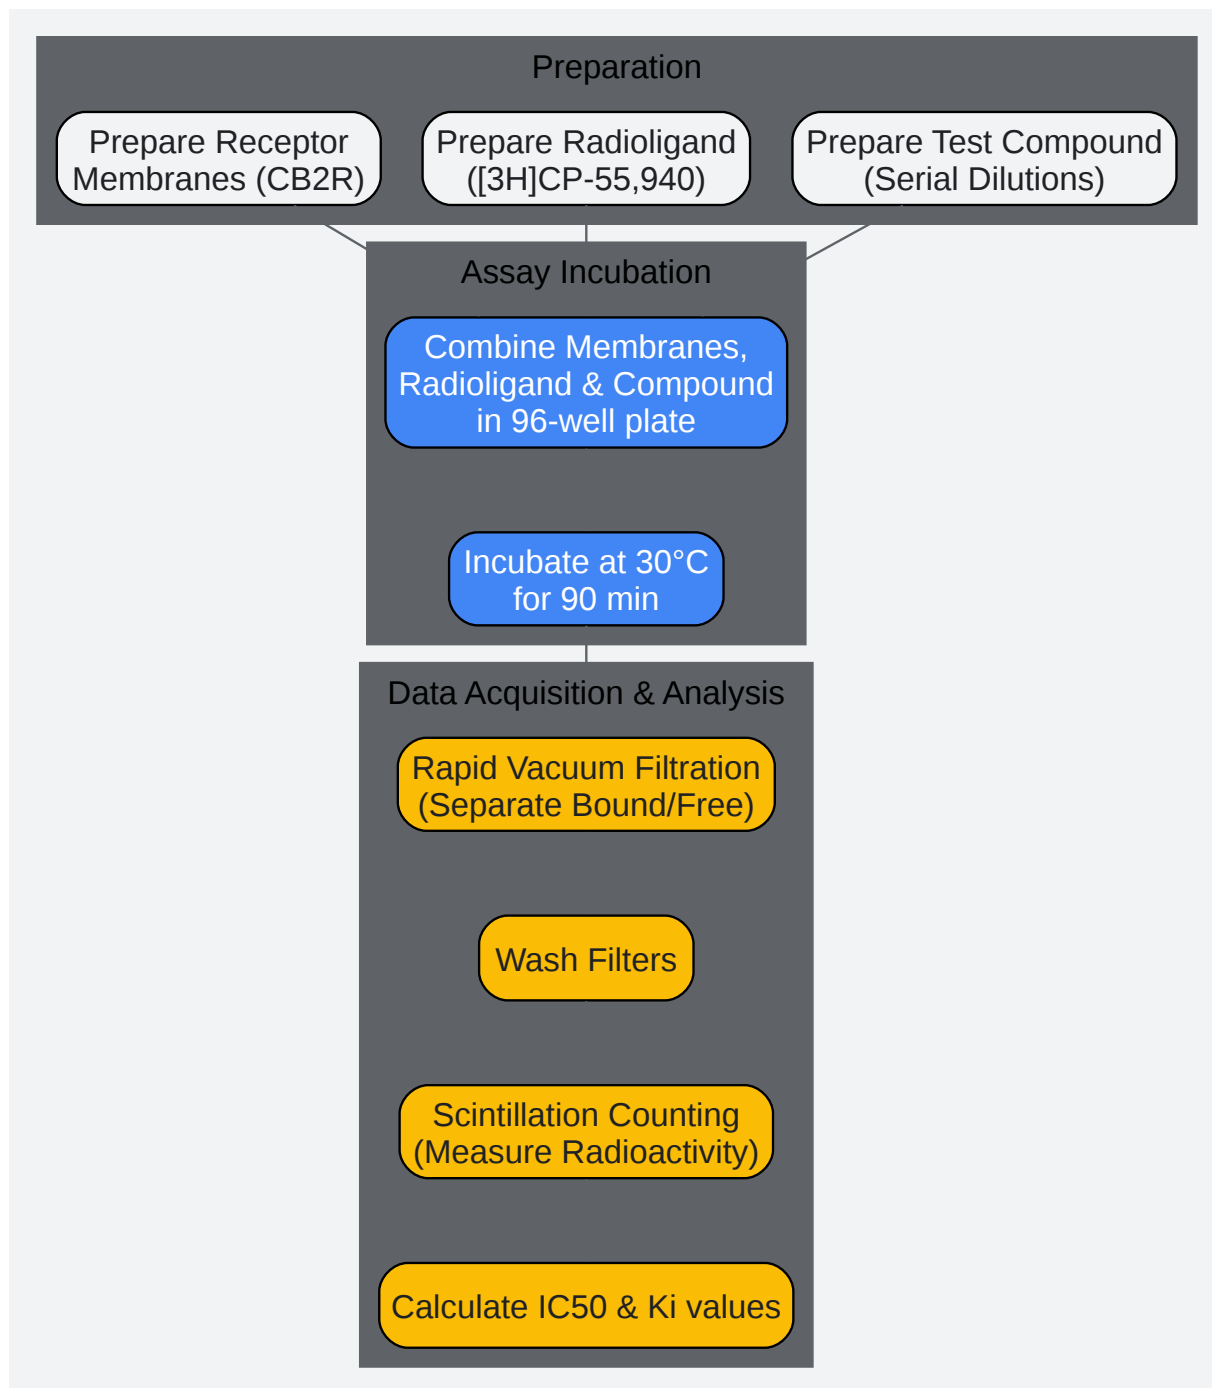 Preparation
Prepare Receptor
Membranes (CB2R)
Prepare Radioligand
([3H]CP-55,940)
Prepare Test Compound
(Serial Dilutions)
Assay Incubation
Combine Membranes,
Radioligand & Compound
in 96-well plate
Incubate at 30°C
for 90 min
Data Acquisition & Analysis
Rapid Vacuum Filtration
(Separate Bound/Free)
Wash Filters
Scintillation Counting
(Measure Radioactivity)
Calculate IC50 & Ki values